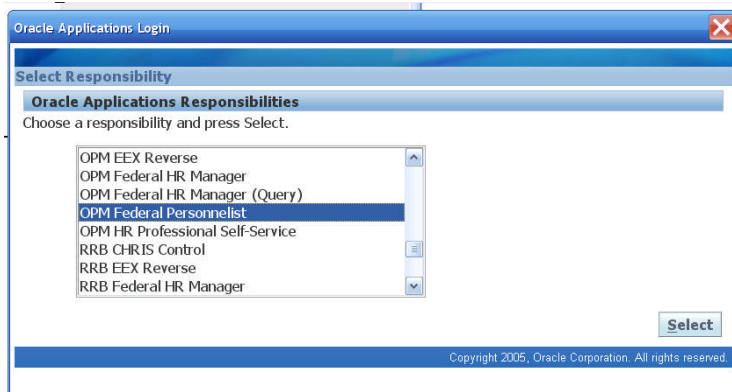 Oracle Applications Login
Select Responsibility
Oracle Applications Responsibilities
Choose a responsibility and press Select.
OPM EEX Reverse
OPM Federal HR Manager
OPM Federal HR Manager (Query)
OPM Federal Personnelist
OPM HR Professional Self-Service
RRB CHRIS Control
RRB EEX Reverse
RRB Federal HR Manager
Select
Copyright 2005, Oracle Corporation. All rights reserved.